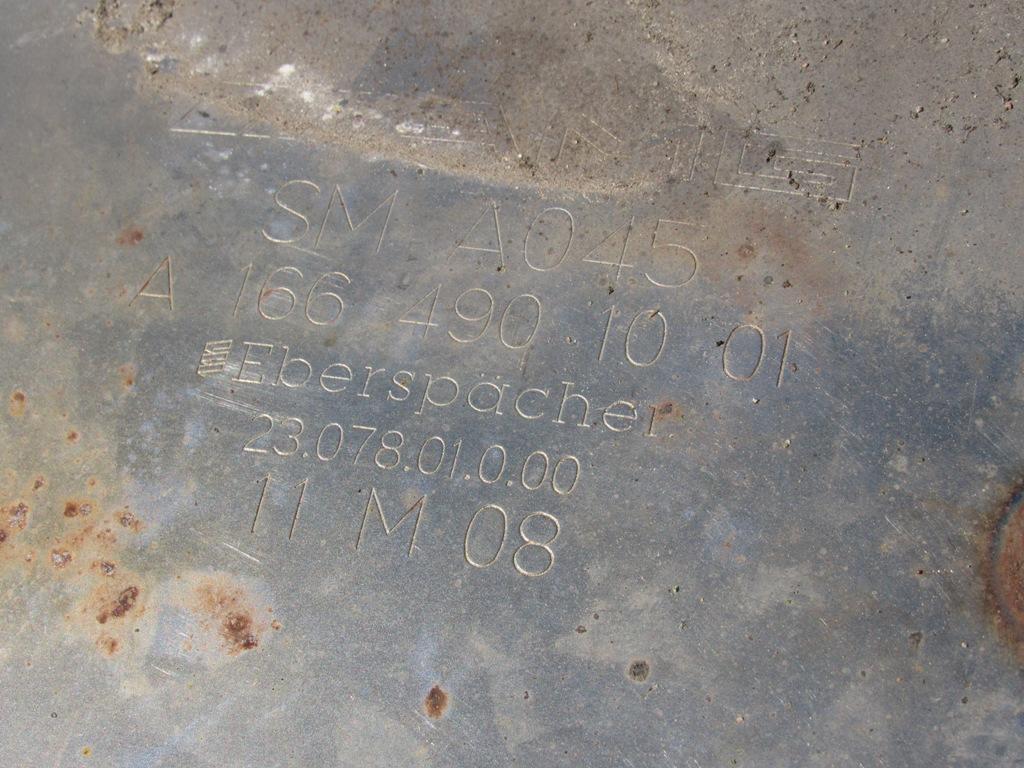 SM A045
A 166 490 10 01
Eberspächer
23.078.01.0.00
11 M 08